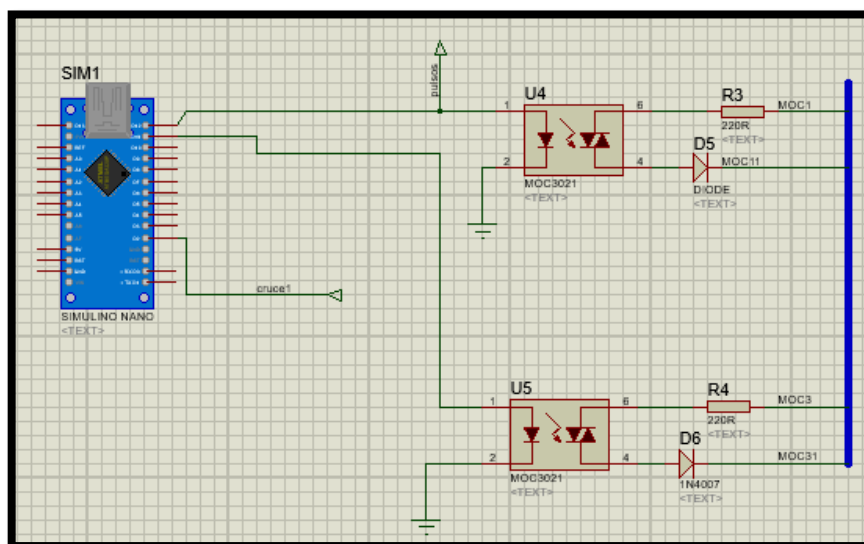 SIM1
SIMULINO NANO
<TEXT>
pulsos
cruce1
U4
1
2
6
4
MOC3021
<TEXT>
R3
220R
<TEXT>
MOC1
D5
MOC11
DIODE
<TEXT>
U5
1
2
6
4
MOC3021
<TEXT>
R4
220R
<TEXT>
MOC3
D6
MOC31
1N4007
<TEXT>